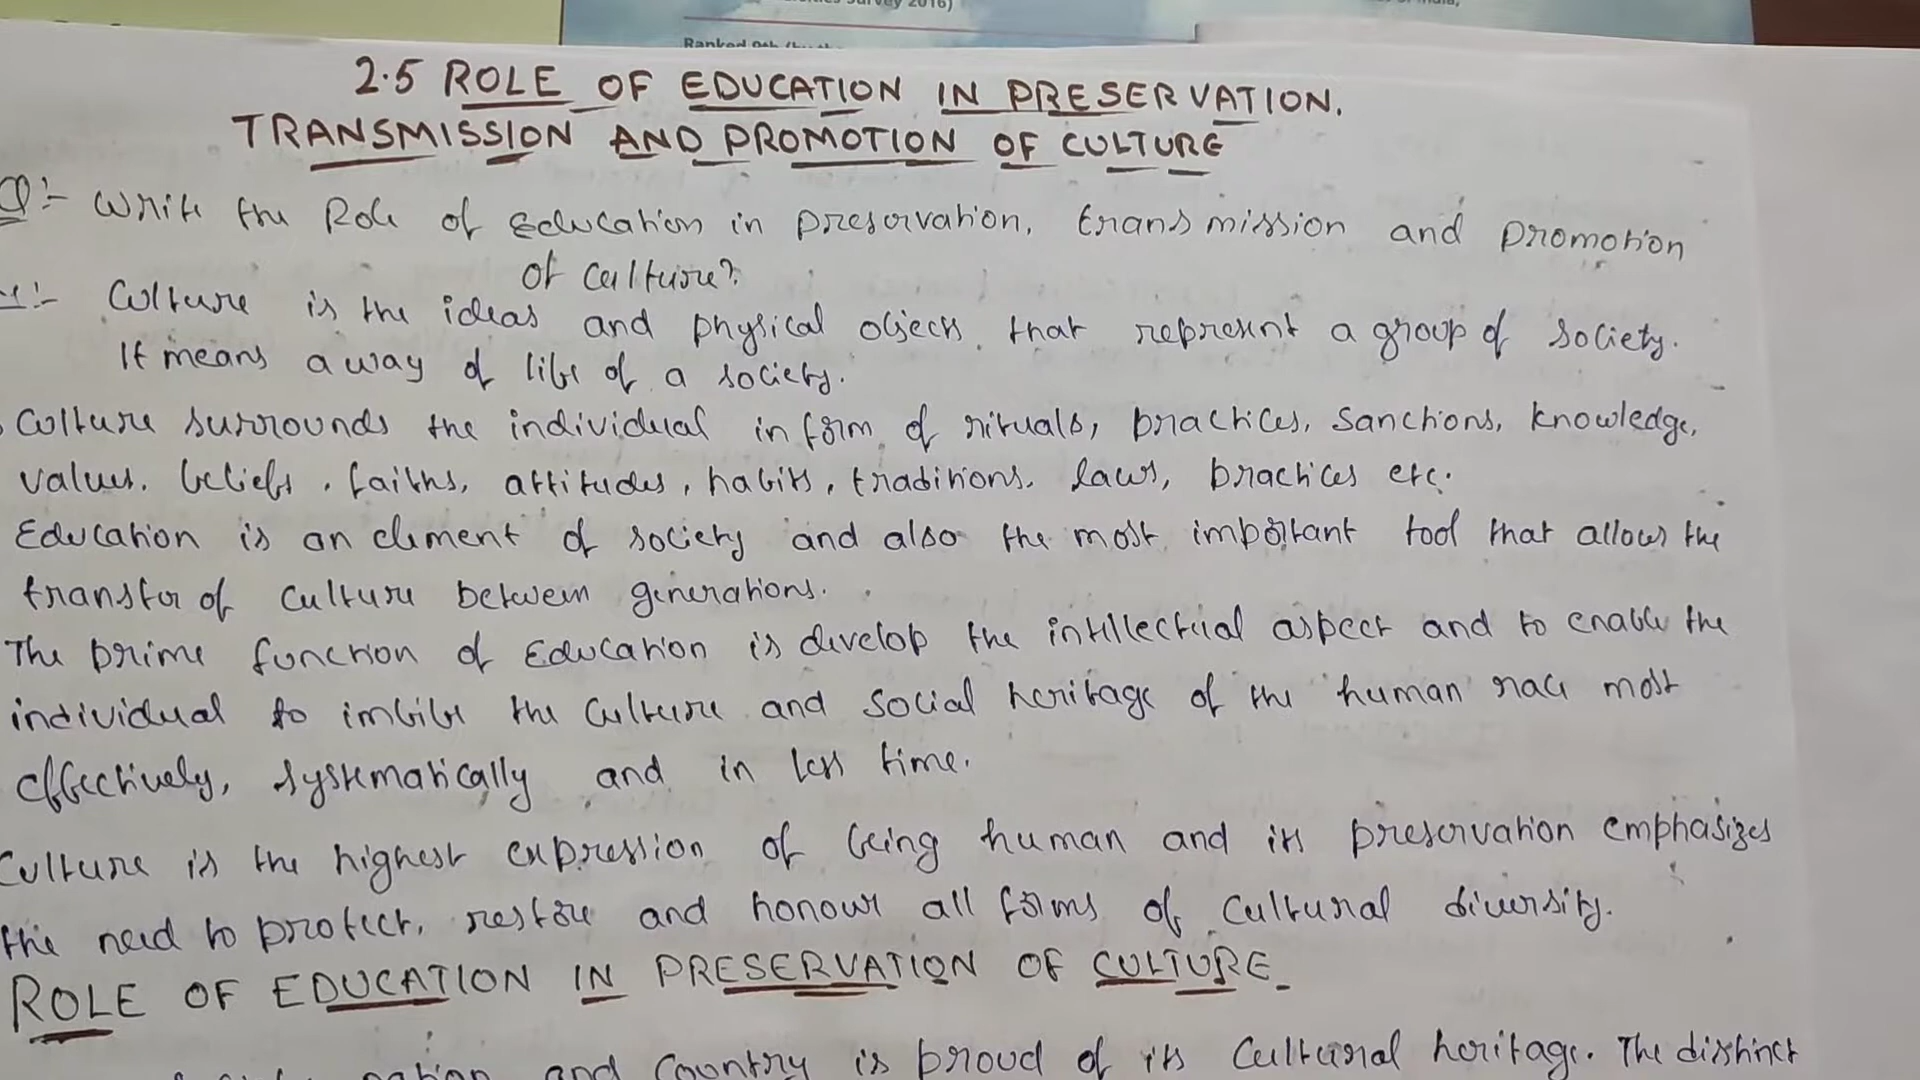 Survey 2016)
2.5 ROLE OF EDUCATION IN PRESERVATION.
TRANSMISSION AND PROMOTION OF CULTURE
Q:- Write the Role of Education in preservation, transmission and promotion
of culture?
Culture is the ideas and physical objects that represent a group of society.
It means a way of life of a society.
Culture surrounds the individual in form of rituals, practices, sanctions, knowledge,
values, beliefs, faiths, attitudes, habits, traditions, laws, practices etc.
Education is an element of society and also the most important tool that allows the
transfer of culture between generations.
The prime function of Education is develop the intellectual aspect and to enable the
individual to imbibe the culture and social heritage of the human race most
effectively, systematically and in less time.
Culture is the highest expression of being human and its preservation emphasizes
the need to protect, restore and honour all forms of cultural diversity.
ROLE OF EDUCATION IN PRESERVATION OF CULTURE
nation and country is proud of its cultural heritage. The distinct